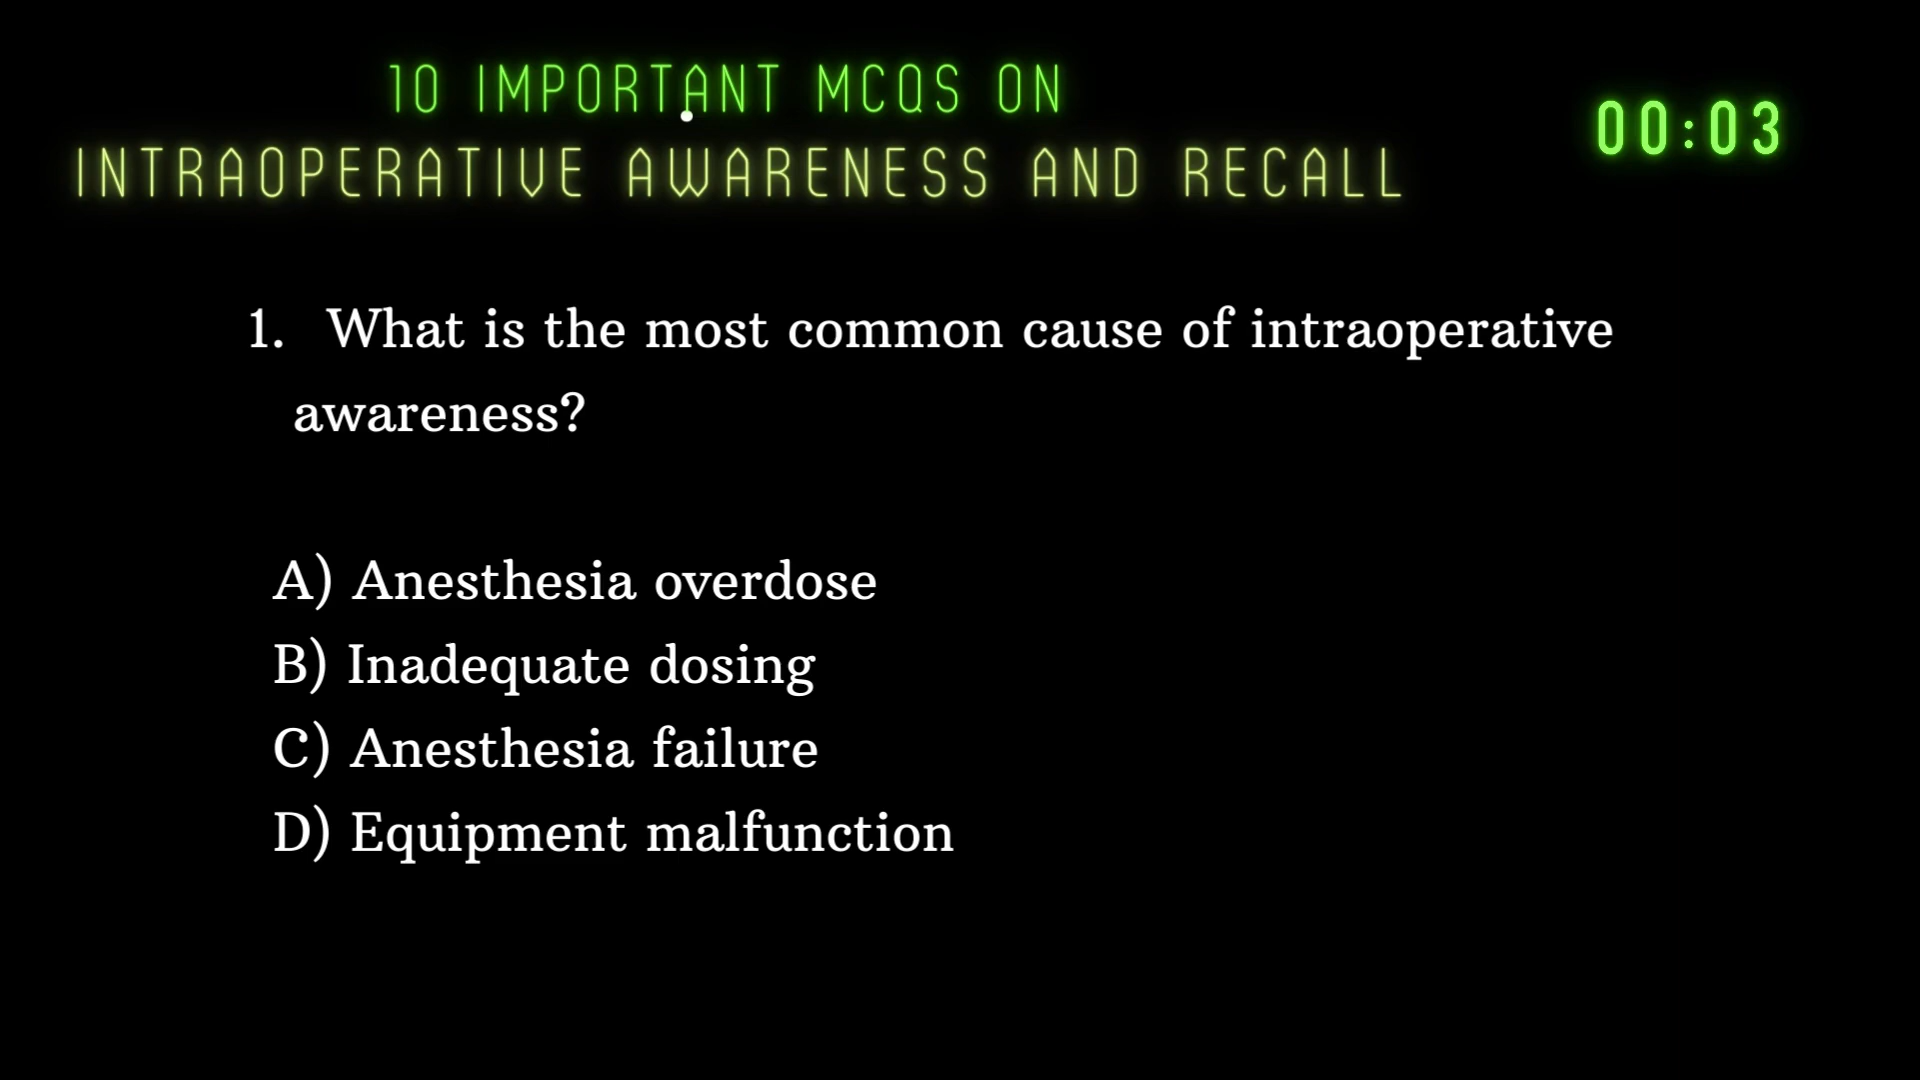 10 IMPORTANT MCQS ON
INTRAOPERATIVE AWARENESS AND RECALL
00:03
1. What is the most common cause of intraoperative
awareness?
A) Anesthesia overdose
B) Inadequate dosing
C) Anesthesia failure
D) Equipment malfunction